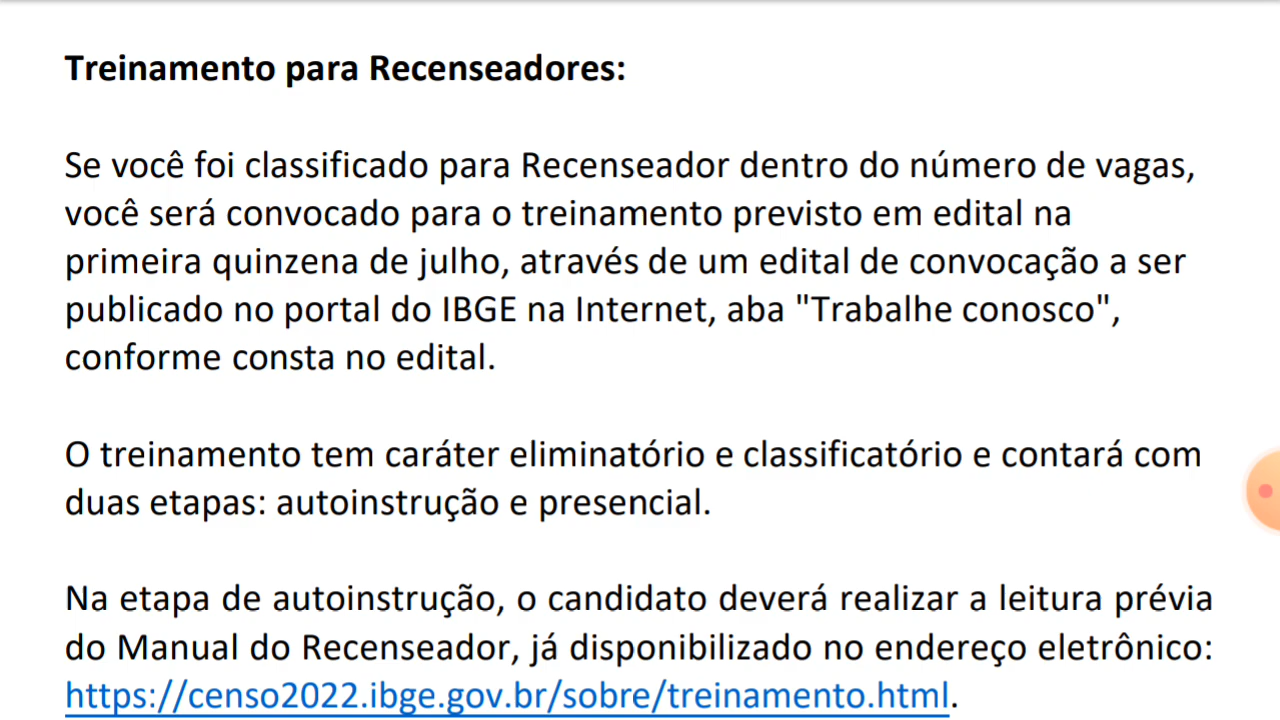 Treinamento para Recenseadores:
Se você foi classificado para Recenseador dentro do número de vagas,
você será convocado para o treinamento previsto em edital na
primeira quinzena de julho, através de um edital de convocação a ser
publicado no portal do IBGE na Internet, aba "Trabalhe conosco",
conforme consta no edital.
O treinamento tem caráter eliminatório e classificatório e contará com
duas etapas: autoinstrução e presencial.
Na etapa de autoinstrução, o candidato deverá realizar a leitura prévia
do Manual do Recenseador, já disponibilizado no endereço eletrônico:
https://censo2022.ibge.gov.br/sobre/treinamento.html.